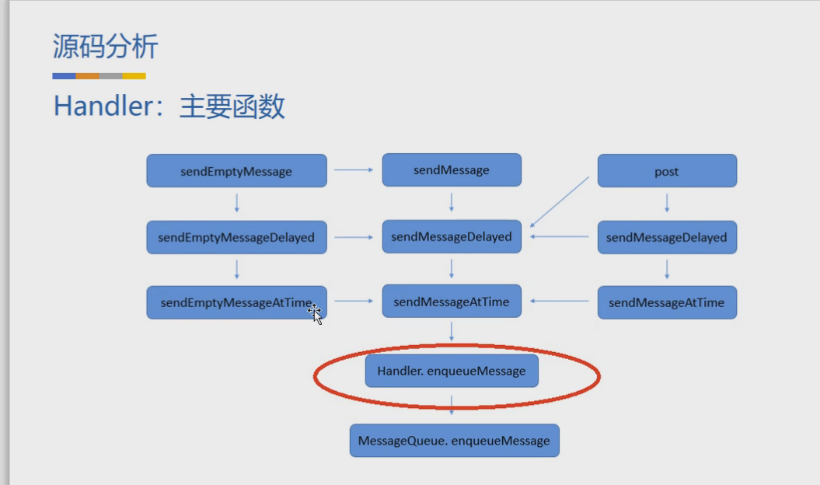 源码分析
Handler：主要函数
sendEmptyMessage
sendMessage
post
sendEmptyMessageDelayed
sendMessageDelayed
sendMessageDelayed
sendEmptyMessageAtTime
sendMessageAtTime
sendMessageAtTime
Handler. enqueueMessage
MessageQueue. enqueueMessage